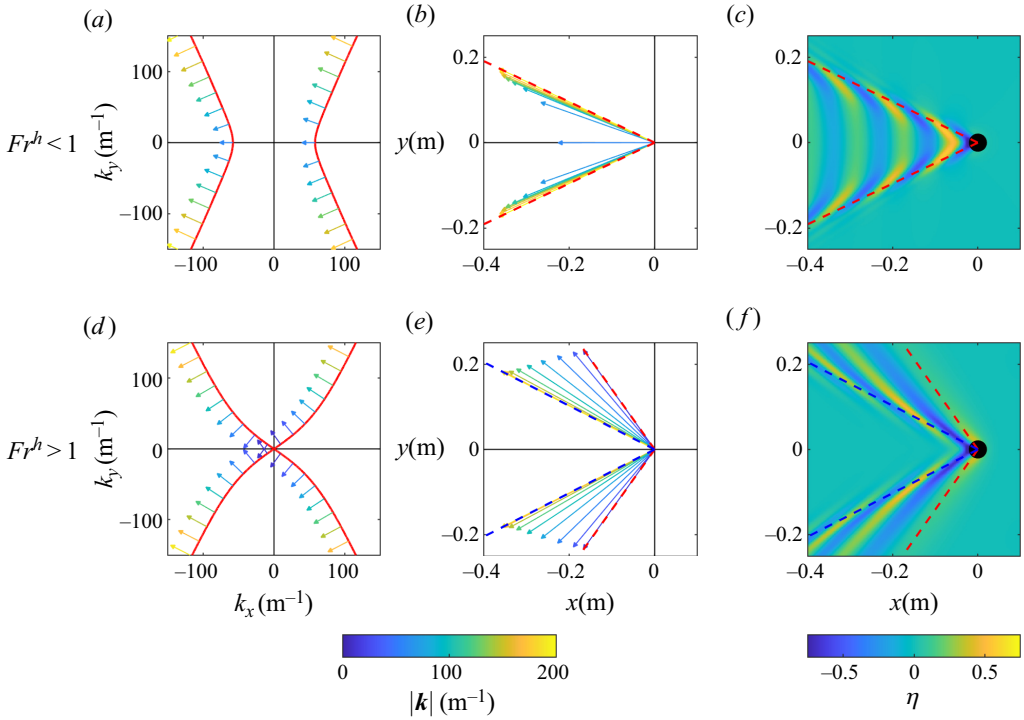 (a) (b) (c)
Fr^h < 1
k_y (m^–1)
100
0
–100
–100 0 100
y(m)
0.2
0
–0.2
–0.4 –0.2 0
0.2
0
–0.2
–0.4 –0.2 0
(d) (e) (f)
Fr^h > 1
k_y (m^–1)
100
0
–100
–100 0 100
k_x (m^–1)
y(m)
0.2
0
–0.2
–0.4 –0.2 0
x(m)
0.2
0
–0.2
–0.4 –0.2 0
x(m)
0 100 200
|k| (m^–1)
–0.5 0 0.5
η